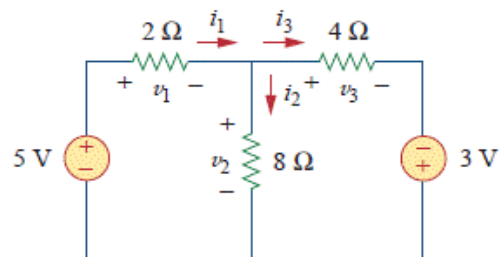 2 Ω i₁ i₃ 4 Ω
+ v₁ − i₂ + v₃ −
+
5 V + − v₂ 8 Ω − + 3 V
−